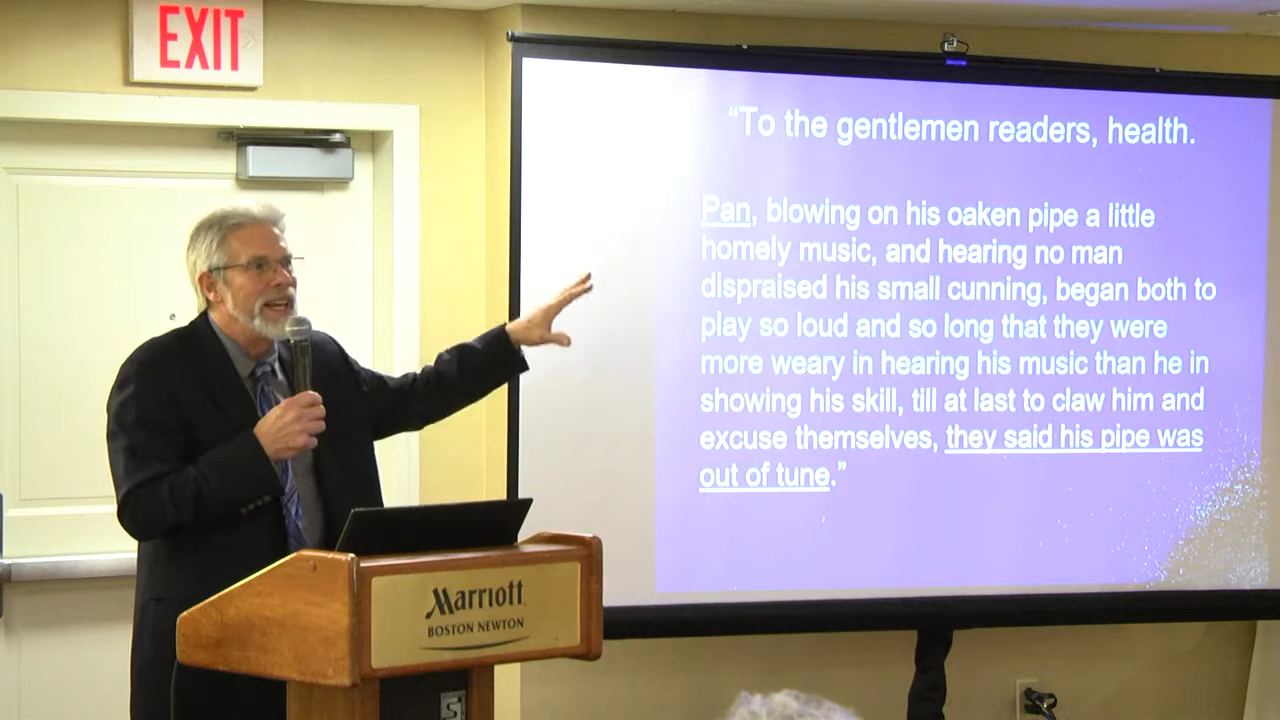 EXIT
“To the gentlemen readers, health.
Pan, blowing on his oaken pipe a little
homely music, and hearing no man
dispraised his small cunning, began both to
play so loud and so long that they were
more weary in hearing his music than he in
showing his skill, till at last to claw him and
excuse themselves, they said his pipe was
out of tune.”
Marriott
BOSTON NEWTON
S